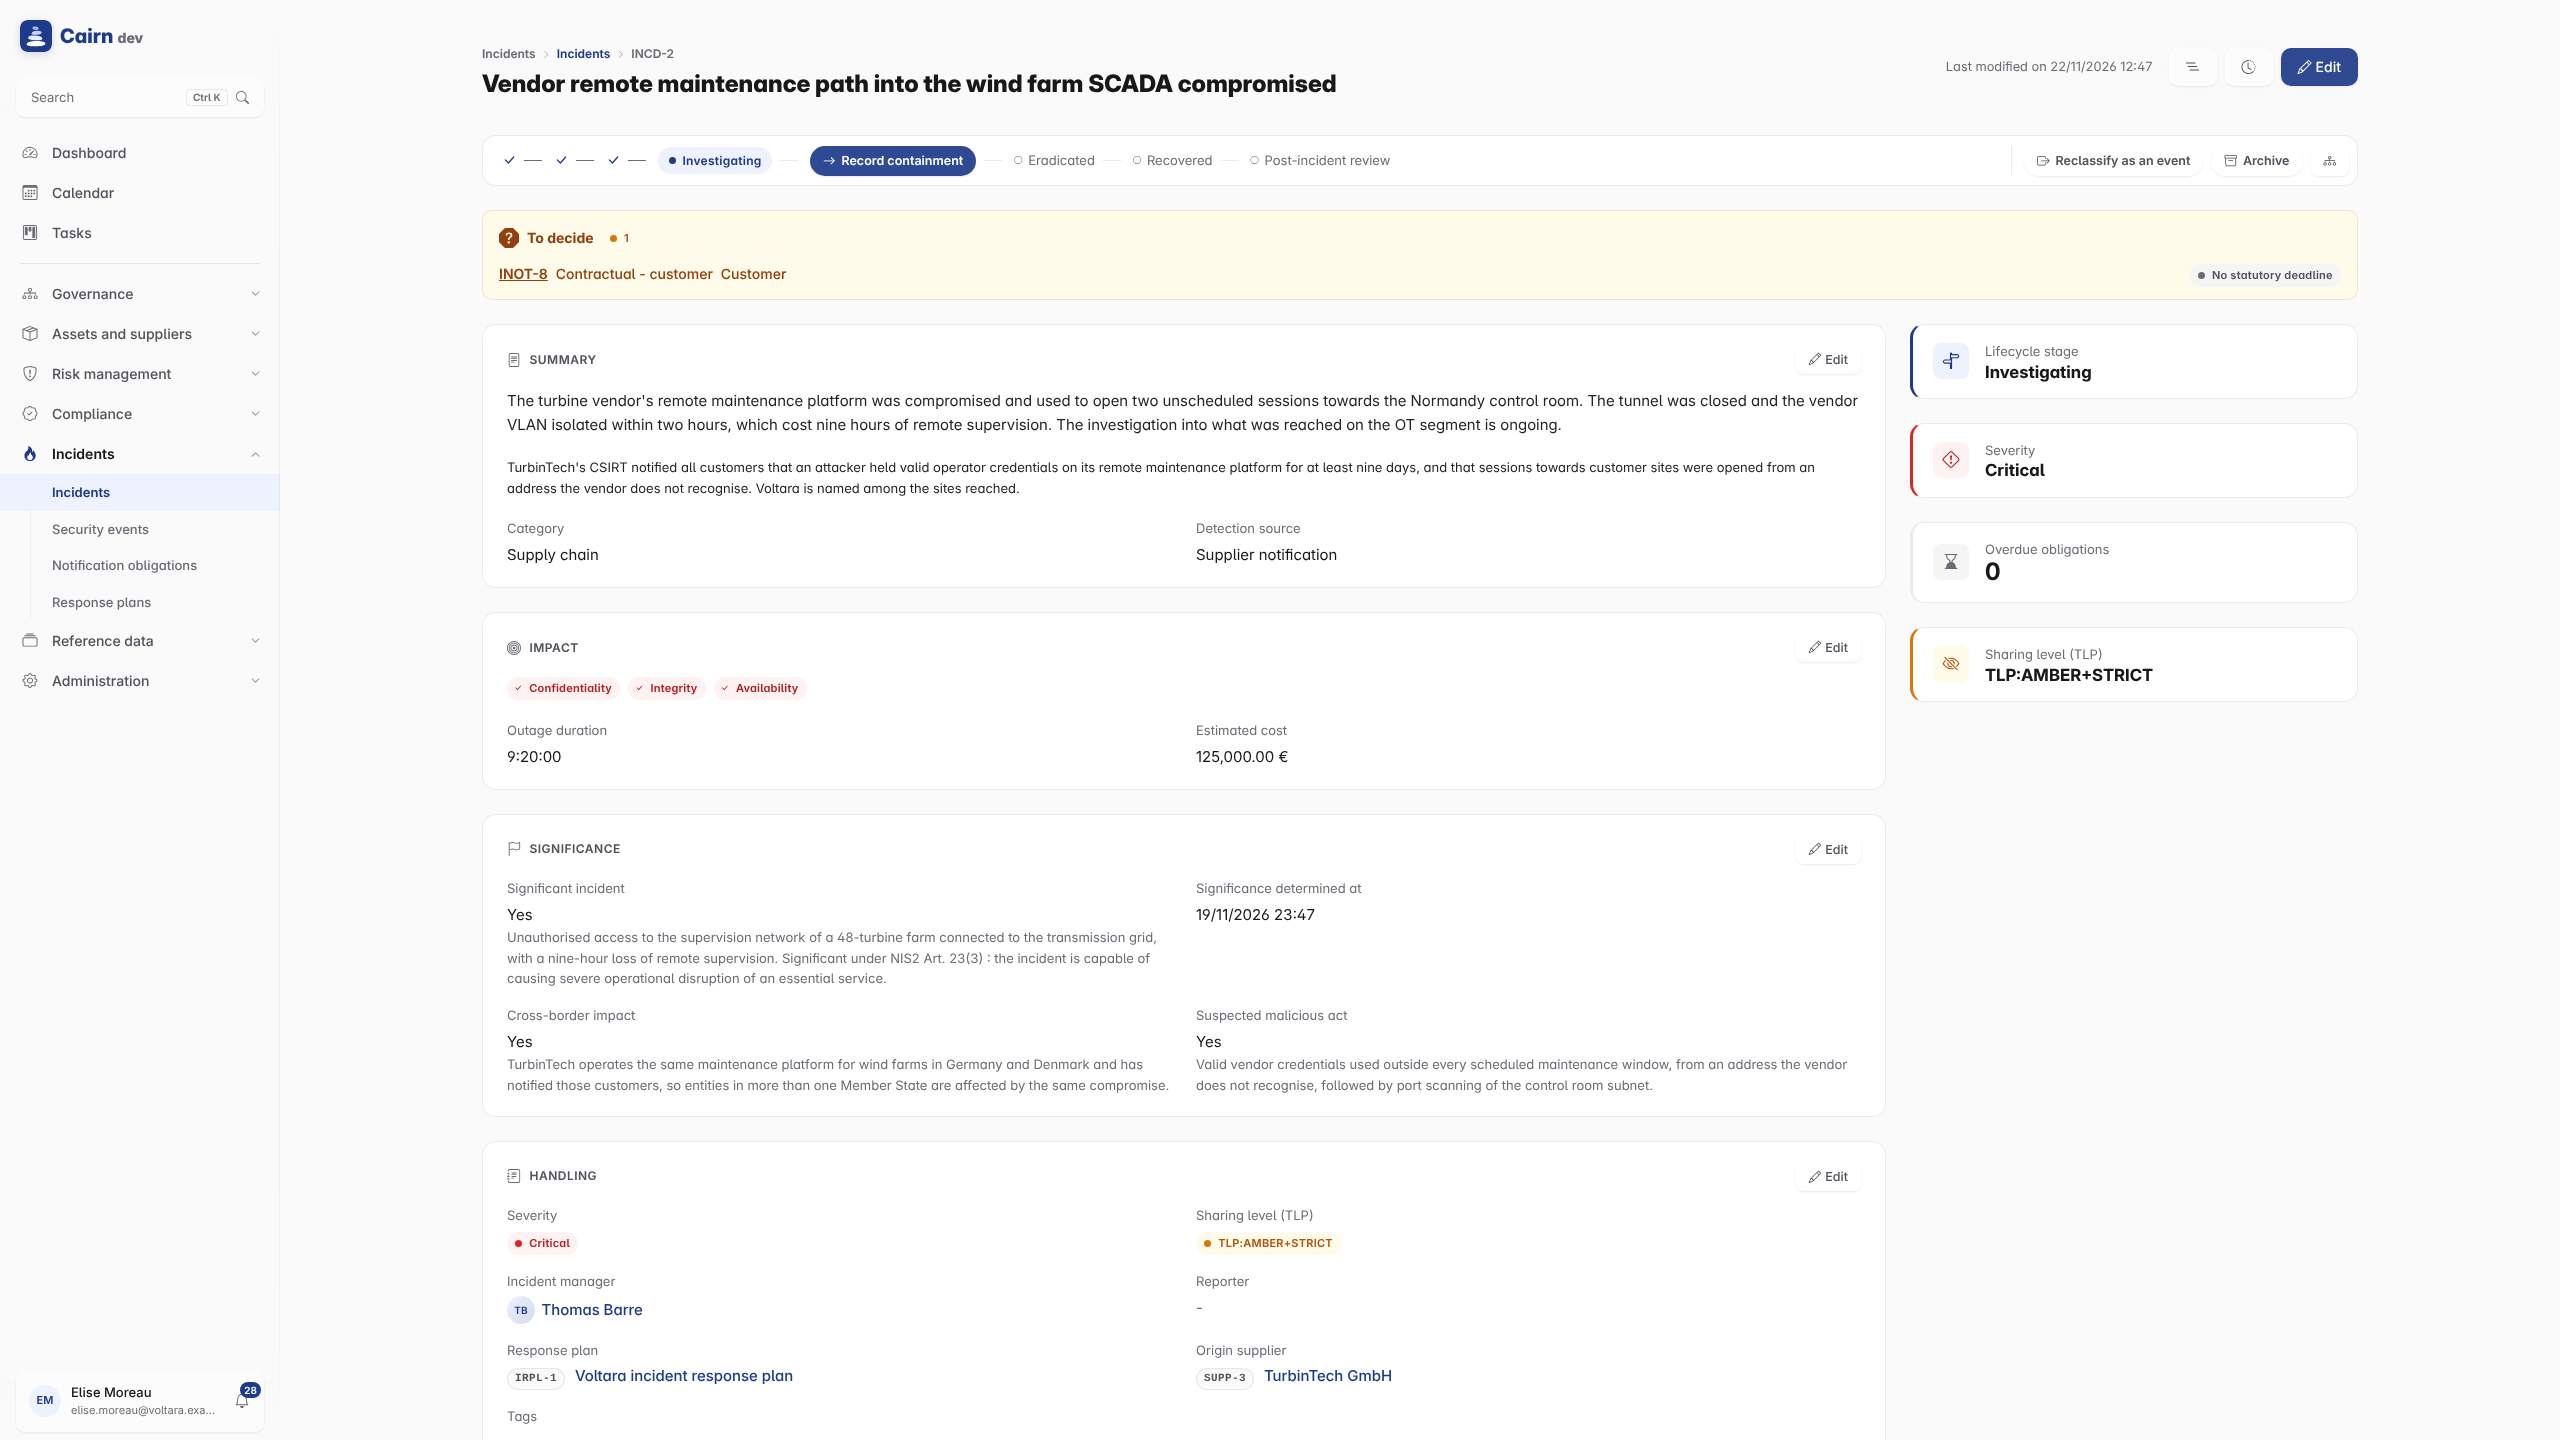 Cairn dev
Search Ctrl K
Dashboard
Calendar
Tasks
Governance
Assets and suppliers
Risk management
Compliance
Incidents
Incidents
Security events
Notification obligations
Response plans
Reference data
Administration
EM
Elise Moreau
elise.moreau@voltara.exa...
28
Incidents > Incidents > INCD-2
Vendor remote maintenance path into the wind farm SCADA compromised
Last modified on 22/11/2026 12:47
Edit
Investigating
Record containment
Eradicated
Recovered
Post-incident review
Reclassify as an event
Archive
To decide 1
INOT-8 Contractual - customer Customer
No statutory deadline
SUMMARY
Edit
The turbine vendor's remote maintenance platform was compromised and used to open two unscheduled sessions towards the Normandy control room. The tunnel was closed and the vendor
VLAN isolated within two hours, which cost nine hours of remote supervision. The investigation into what was reached on the OT segment is ongoing.
TurbinTech's CSIRT notified all customers that an attacker held valid operator credentials on its remote maintenance platform for at least nine days, and that sessions towards customer sites were opened from an
address the vendor does not recognise. Voltara is named among the sites reached.
Category
Supply chain
Detection source
Supplier notification
IMPACT
Edit
Confidentiality
Integrity
Availability
Outage duration
9:20:00
Estimated cost
125,000.00 €
SIGNIFICANCE
Edit
Significant incident
Yes
Unauthorised access to the supervision network of a 48-turbine farm connected to the transmission grid,
with a nine-hour loss of remote supervision. Significant under NIS2 Art. 23(3) : the incident is capable of
causing severe operational disruption of an essential service.
Significance determined at
19/11/2026 23:47
Cross-border impact
Yes
TurbinTech operates the same maintenance platform for wind farms in Germany and Denmark and has
notified those customers, so entities in more than one Member State are affected by the same compromise.
Suspected malicious act
Yes
Valid vendor credentials used outside every scheduled maintenance window, from an address the vendor
does not recognise, followed by port scanning of the control room subnet.
HANDLING
Edit
Severity
Critical
Sharing level (TLP)
TLP:AMBER+STRICT
Incident manager
TB Thomas Barre
Reporter
-
Response plan
IRPL-1 Voltara incident response plan
Origin supplier
SUPP-3 TurbinTech GmbH
Tags
Lifecycle stage
Investigating
Severity
Critical
Overdue obligations
0
Sharing level (TLP)
TLP:AMBER+STRICT